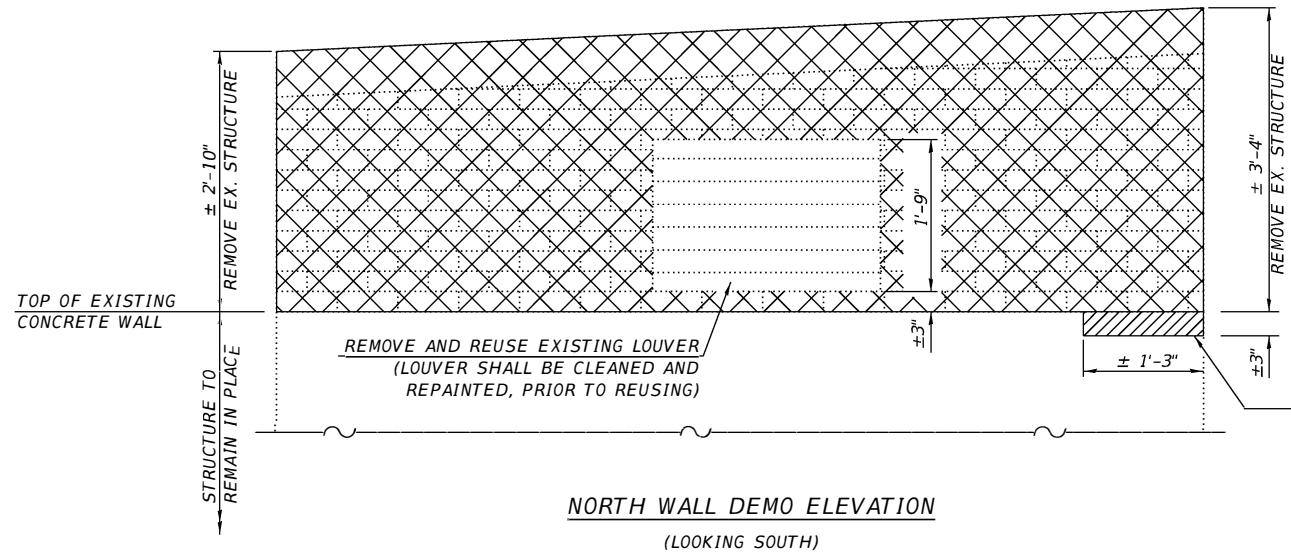 ± 2'-10"
REMOVE EX. STRUCTURE
1'-9"
± 3'-4"
REMOVE EX. STRUCTURE
TOP OF EXISTING
CONCRETE WALL
REMOVE AND REUSE EXISTING LOUVER
(LOUVER SHALL BE CLEANED AND
REPAINTED, PRIOR TO REUSING)
±3"
± 1'-3"
±3"
STRUCTURE TO
REMAIN IN PLACE
NORTH WALL DEMO ELEVATION
(LOOKING SOUTH)